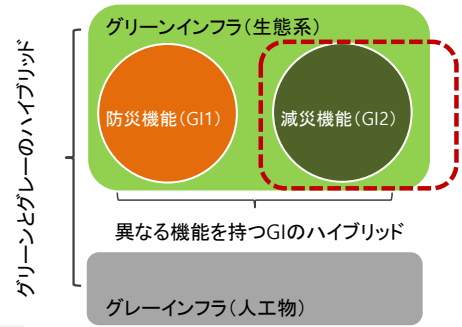 グリーンとグレーのハイブリッド
グリーンインフラ（生態系）
防災機能（GI1）
減災機能（GI2）
異なる機能を持つGIのハイブリッド
グレーインフラ（人工物）